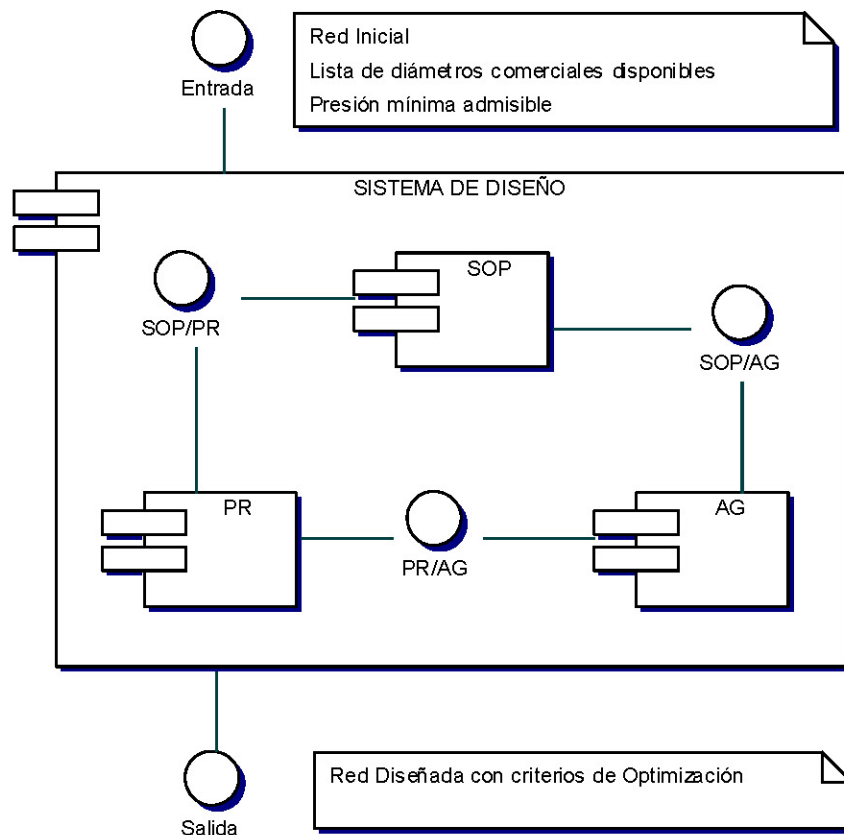 Red Inicial
Lista de diámetros comerciales disponibles
Presión mínima admisible
Entrada
SISTEMA DE DISEÑO
SOP
SOP/PR
SOP/AG
PR
AG
PR/AG
Red Diseñada con criterios de Optimización
Salida